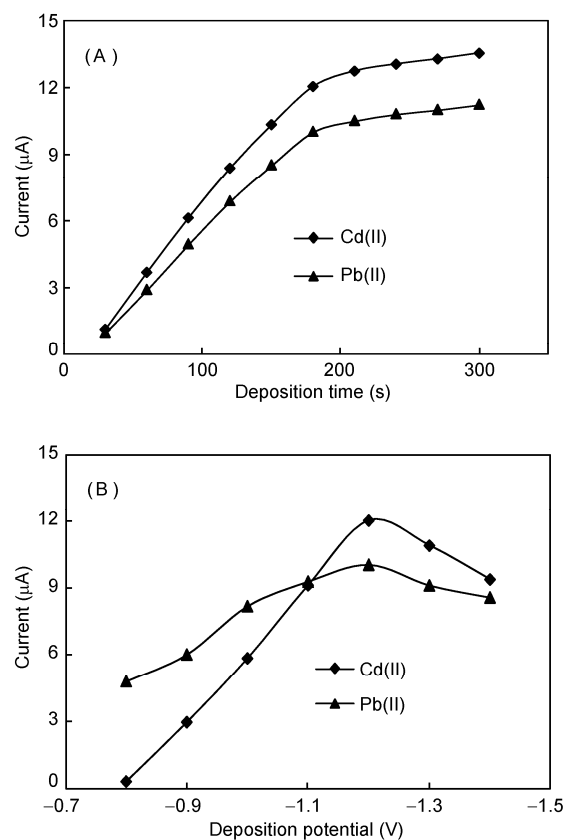 (A)
Current (μA)
15
12
9
6
3
0
Cd(II)
Pb(II)
0 100 200 300
Deposition time (s)
(B)
Current (μA)
15
12
9
6
3
0
Cd(II)
Pb(II)
−0.7 −0.9 −1.1 −1.3 −1.5
Deposition potential (V)